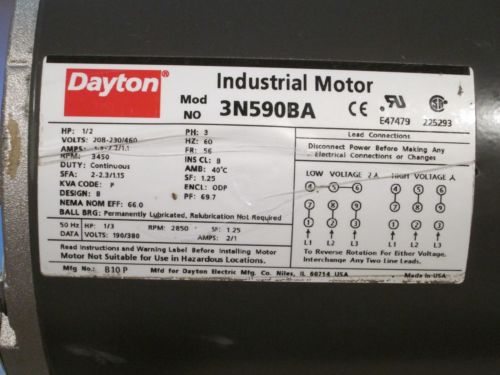 Dayton®
Industrial Motor
Mod
NO 3N590BA
CE
E47479 225293
HP: 1/2
VOLTS: 208-230/460
AMPS:
RPM: 3450
DUTY: Continuous
SFA: 2-2.3/1.15
KVA CODE: P
DESIGN: B
NEMA NOM EFF: 66.0
PH: 3
HZ: 60
FR: 56
INS CL: B
AMB: 40°C
SF: 1.25
ENCL: ODP
PF: 69.7
BALL BRG: Permanently Lubricated, Relubrication Not Required
50 Hz HP: 1/3 RPM: 2850 SF: 1.25
DATA VOLTS: 190/380 AMPS: 2/1
Read Instructions and Warning Label Before Installing Motor
Motor Not Suitable for Use in Hazardous Locations.
Lead Connections
Disconnect Power Before Making Any
Electrical Connections or Changes
LOW VOLTAGE HIGH VOLTAGE
4 5 6 4 5 6
7 8 9 7 8 9
1 2 3 1 2 3
L1 L2 L3 L1 L2 L3
To Reverse Rotation For Either Voltage,
Interchange Any Two Line Leads.
Mfg No.: B10 P Mfd for Dayton Electric Mfg. Co. Niles, IL 60714 USA Made in USA